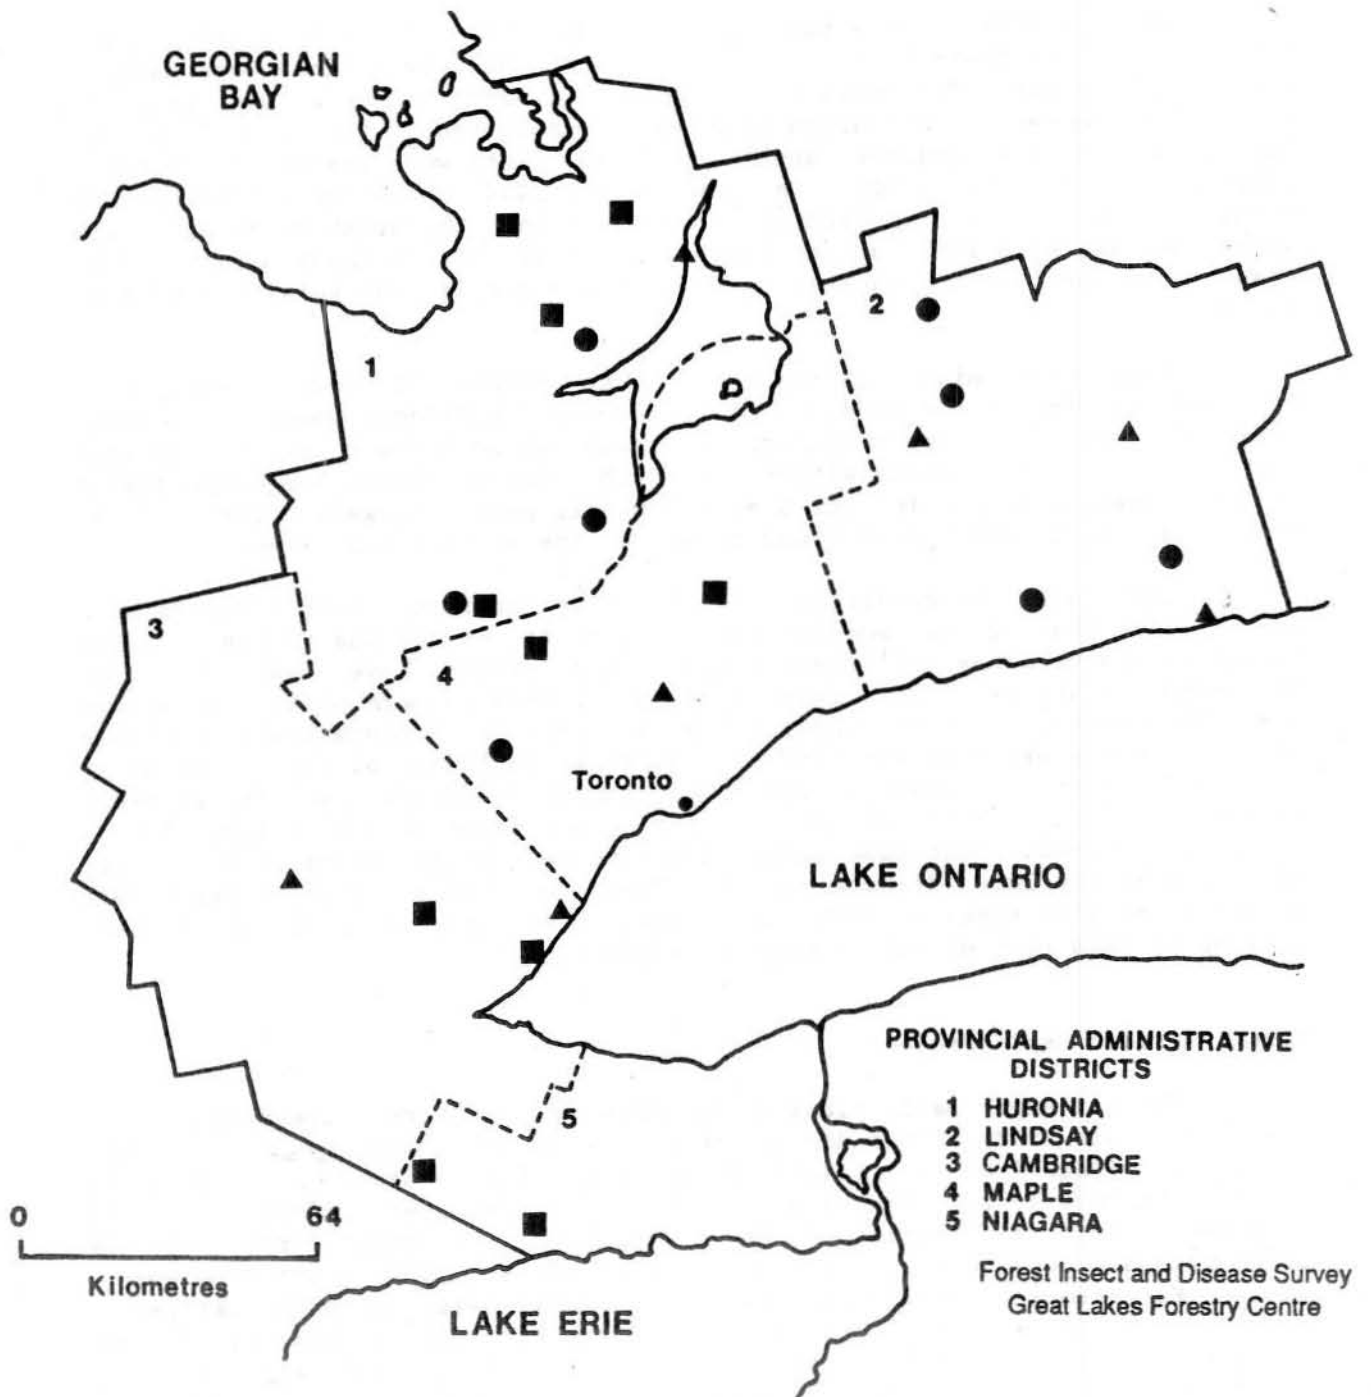 GEORGIAN
BAY
1
2
3
4
5
Toronto
LAKE ONTARIO
PROVINCIAL ADMINISTRATIVE
DISTRICTS
1 HURONIA
2 LINDSAY
3 CAMBRIDGE
4 MAPLE
5 NIAGARA
0 64
Kilometres
Forest Insect and Disease Survey
Great Lakes Forestry Centre
LAKE ERIE